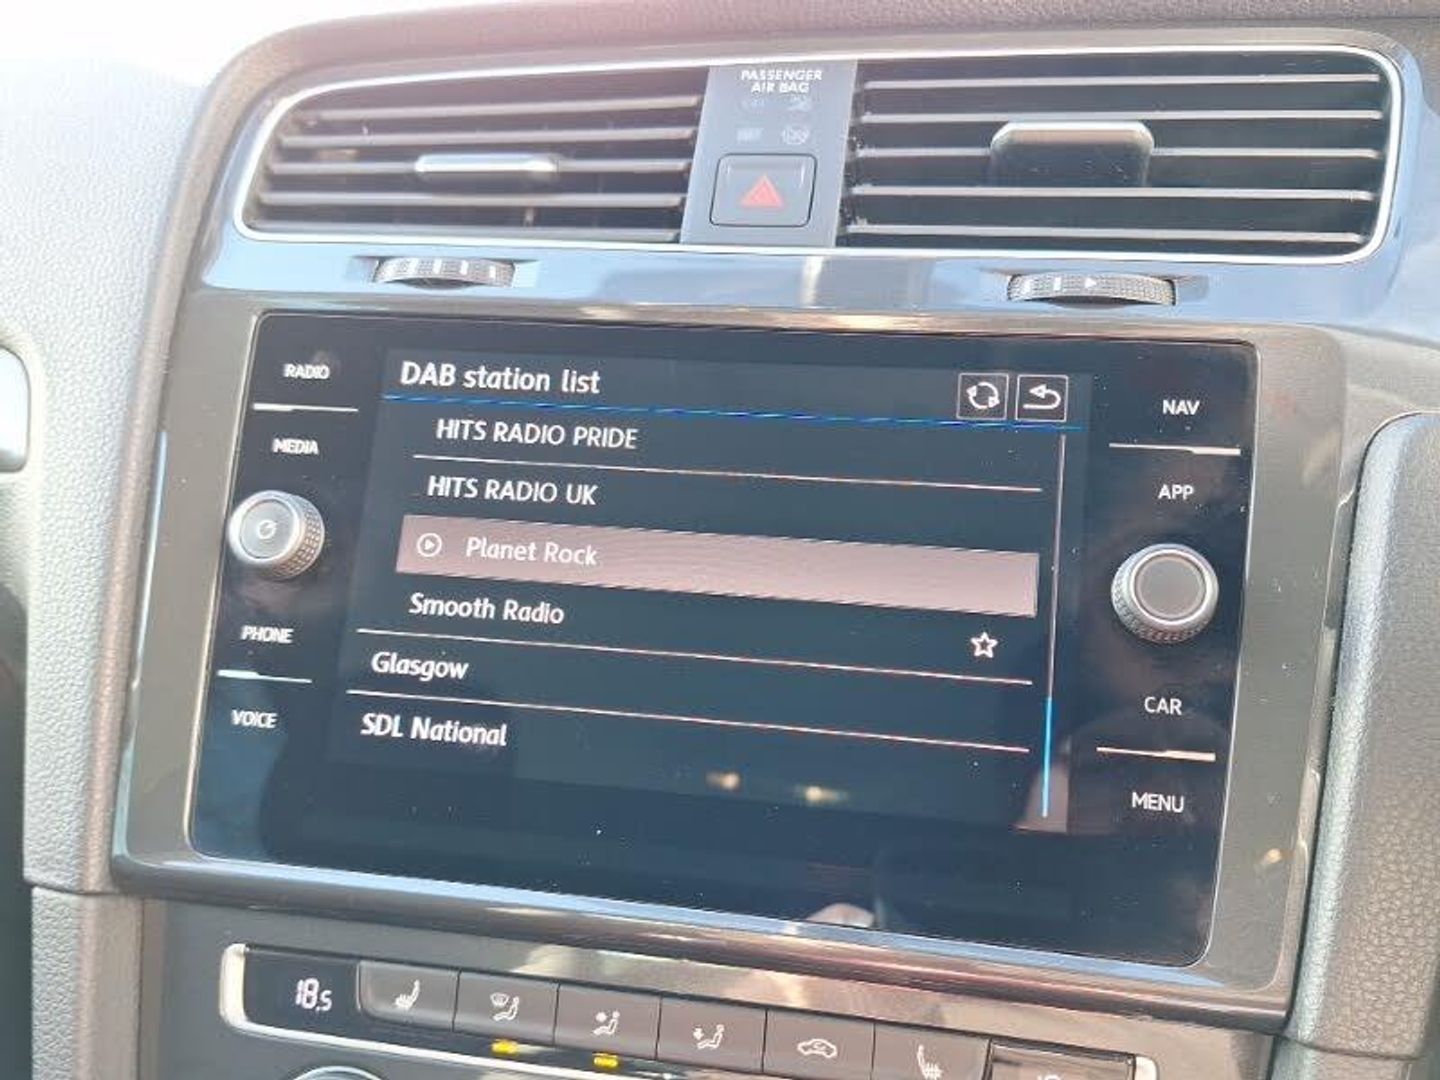 PASSENGER
AIR BAG
RADIO
MEDIA
PHONE
VOICE
DAB station list
HITS RADIO PRIDE
HITS RADIO UK
Planet Rock
Smooth Radio
Glasgow
SDL National
NAV
APP
CAR
MENU
18.5